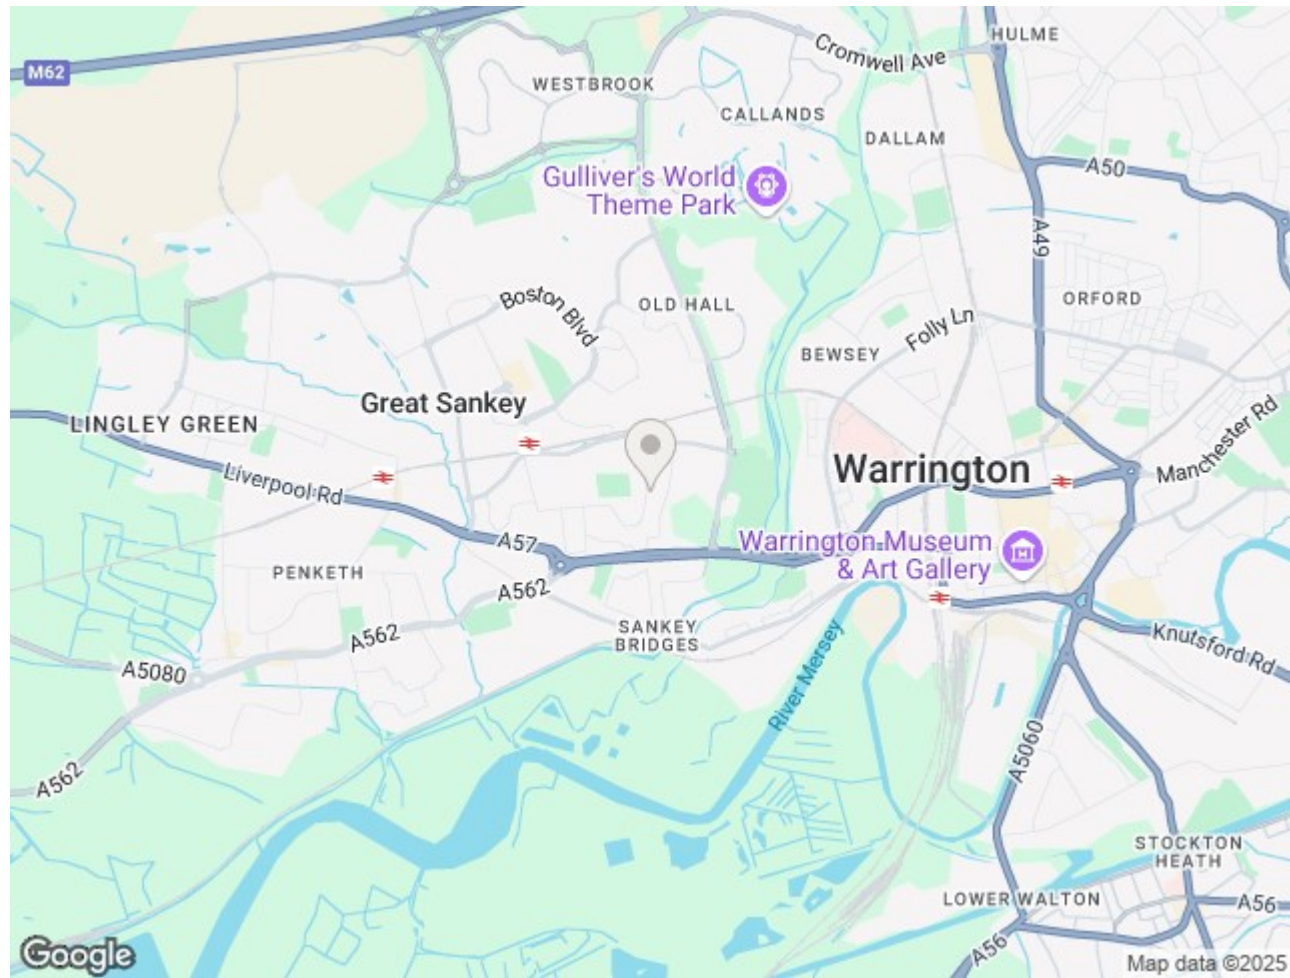 HULME
Cromwell Ave
M62
WESTBROOK
CALLANDS
DALLAM
A50
Gulliver's World
Theme Park
A49
Boston Blvd
OLD HALL
ORFORD
Folly Ln
BEWSEY
Great Sankey
LINGLEY GREEN
Manchester Rd
Liverpool Rd
Warrington
A57
Warrington Museum
& Art Gallery
PENKETH
A562
SANKEY
BRIDGES
A562
Knutsford Rd
A5080
River Mersey
A562
A5060
STOCKTON
HEATH
LOWER WALTON
A56
A56
Google
Map data ©2025